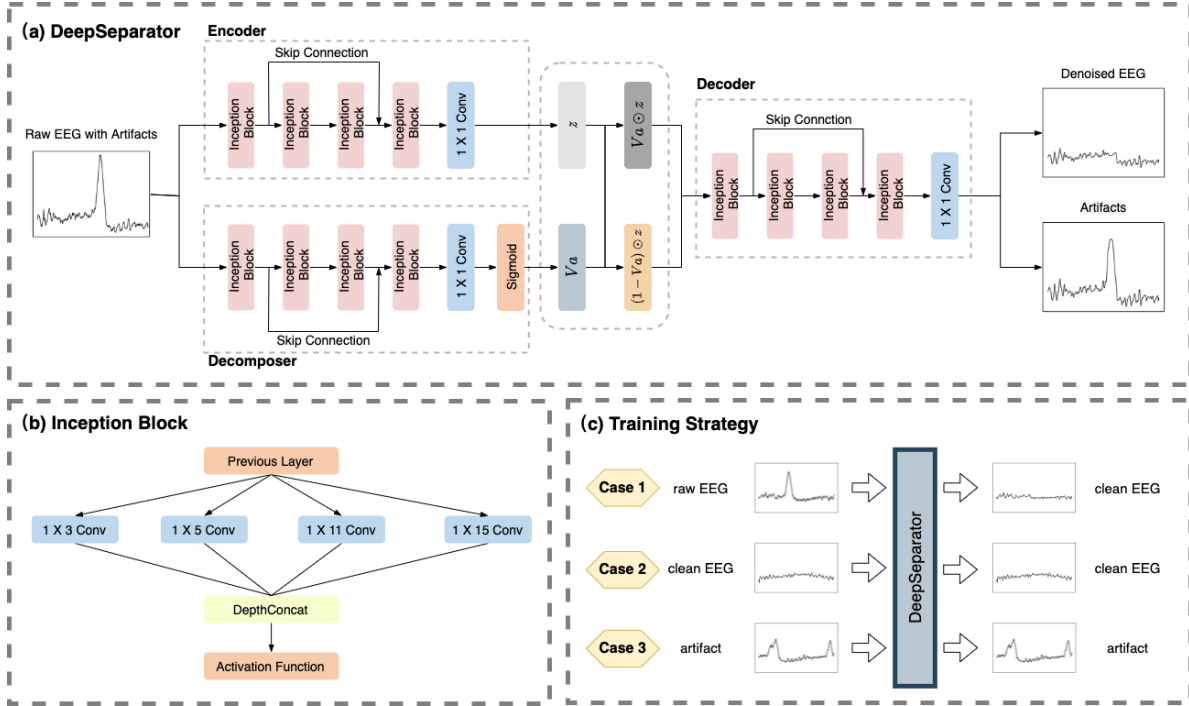 (a) DeepSeparator
Encoder
Skip Connection
Inception Block
Inception Block
Inception Block
Inception Block
1 X 1 Conv
Raw EEG with Artifacts
Inception Block
Inception Block
Inception Block
Inception Block
1 X 1 Conv
Sigmoid
Skip Connection
Decomposer
z
Va ⊙ z
Va
(1 − Va) ⊙ z
Decoder
Skip Connction
Inception Block
Inception Block
Inception Block
Inception Block
1 X 1 Conv
Denoised EEG
Artifacts
(b) Inception Block
Previous Layer
1 X 3 Conv
1 X 5 Conv
1 X 11 Conv
1 X 15 Conv
DepthConcat
Activation Function
(c) Training Strategy
Case 1
raw EEG
clean EEG
Case 2
clean EEG
clean EEG
Case 3
artifact
artifact
DeepSeparator